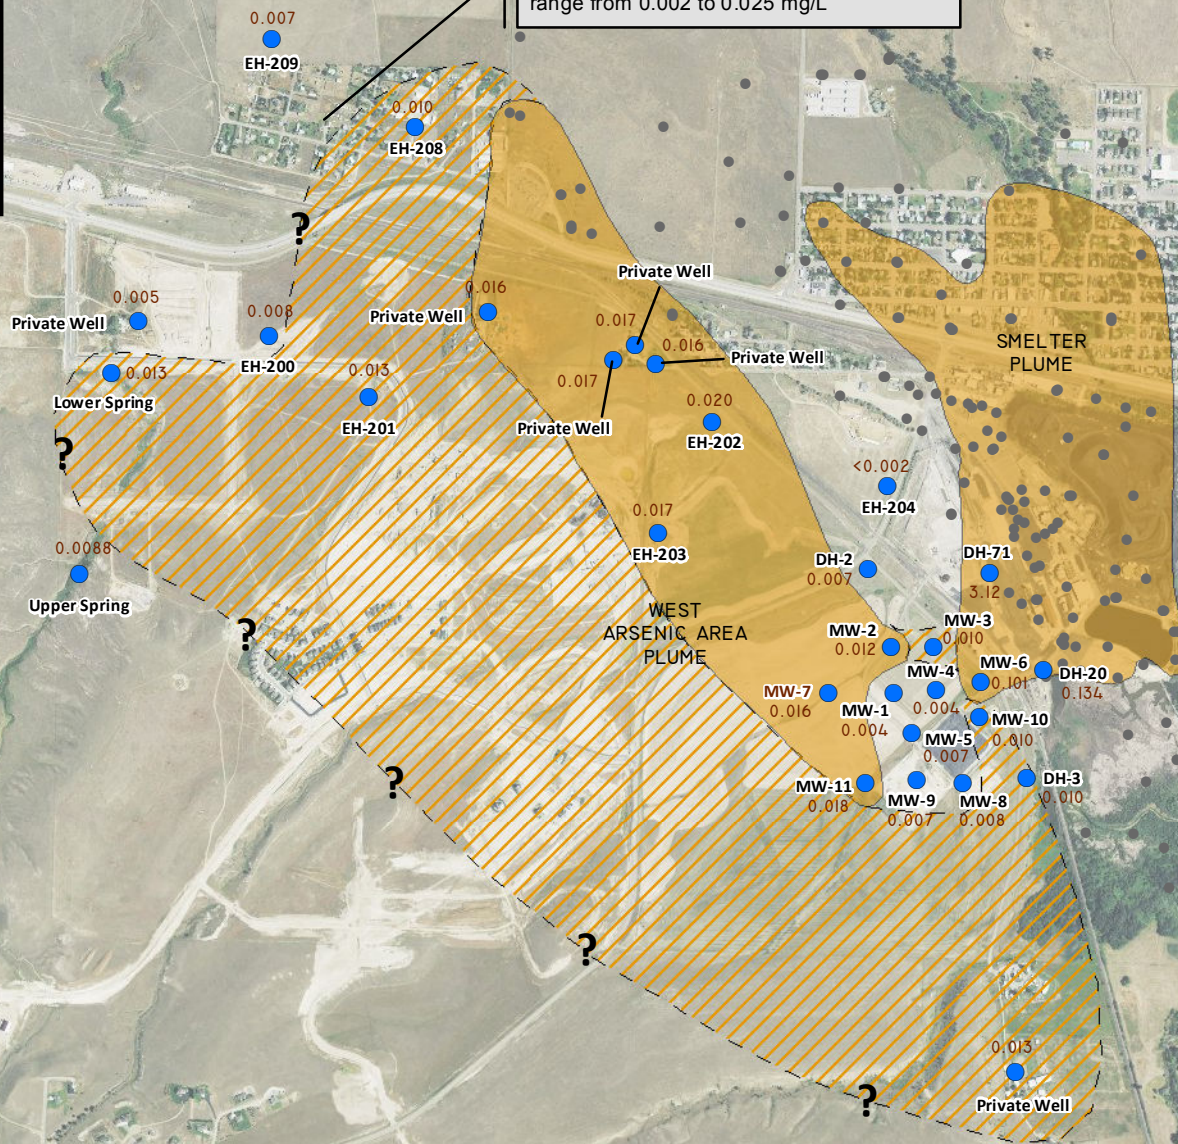 range from 0.002 to 0.025 mg/L
0.007
EH-209
0.010
EH-208
?
Private Well
0.005
Private Well
0.008
EH-200
0.016
Private Well
0.017
0.016
Private Well
0.017
Private Well
SMELTER
PLUME
0.013
Lower Spring
0.013
EH-201
0.020
EH-202
?
<0.002
EH-204
0.017
EH-203
0.0088
Upper Spring
DH-2
0.007
DH-71
3.12
?
WEST
ARSENIC AREA
PLUME
MW-2
0.012
MW-3
0.010
MW-4
0.004
MW-6
0.101
DH-20
0.134
MW-7
0.016
MW-1
0.004
MW-5
0.007
MW-10
0.010
?
MW-11
0.018
MW-9
0.007
MW-8
0.008
DH-3
0.010
?
0.013
Private Well
?